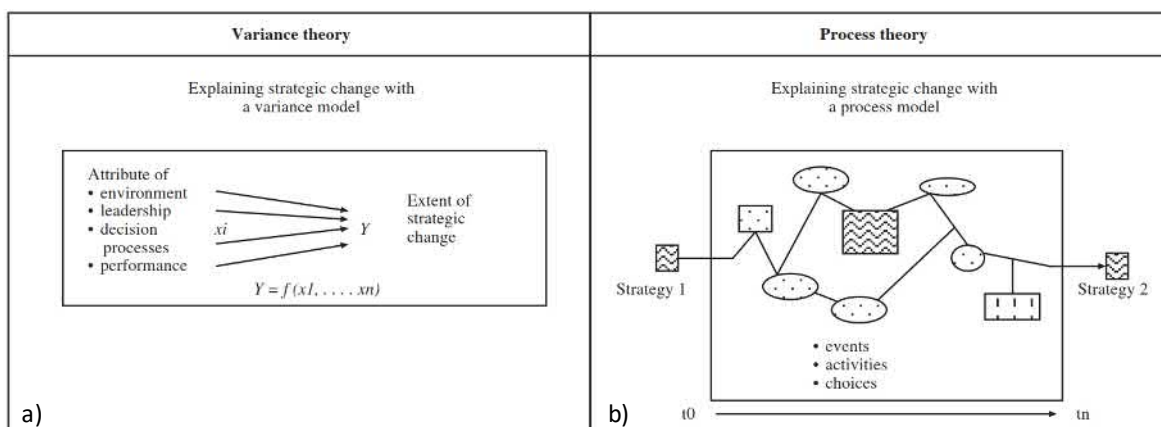 Variance theory
Explaining strategic change with
a variance model
Attribute of
• environment
• leadership
• decision
processes
• performance
xi
Y
Extent of
strategic
change
Y = f (x1, . . . . xn)
a)
Process theory
Explaining strategic change with
a process model
Strategy 1
Strategy 2
• events
• activities
• choices
t0
tn
b)